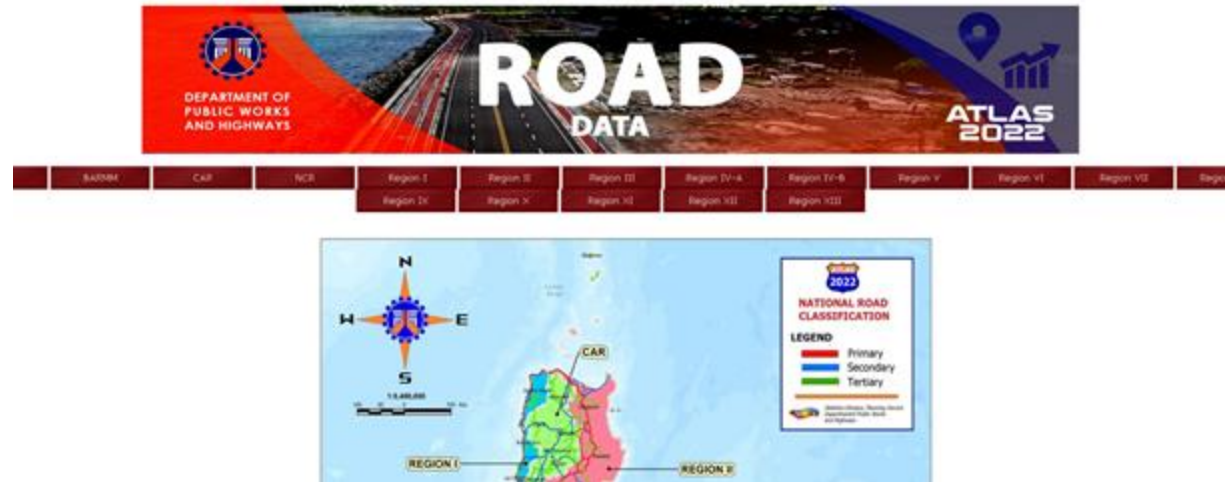 DEPARTMENT OF
PUBLIC WORKS
AND HIGHWAYS
ROAD
DATA
ATLAS
2022
BARMM CAR NCR Region I Region II Region III Region IV-A Region IV-B Region V Region VI Region VII
Region IX Region X Region XI Region XII Region XIII
N
W E
S
ATLAS
2022
NATIONAL ROAD
CLASSIFICATION
LEGEND
Primary
Secondary
Tertiary
CAR
REGION I
REGION II